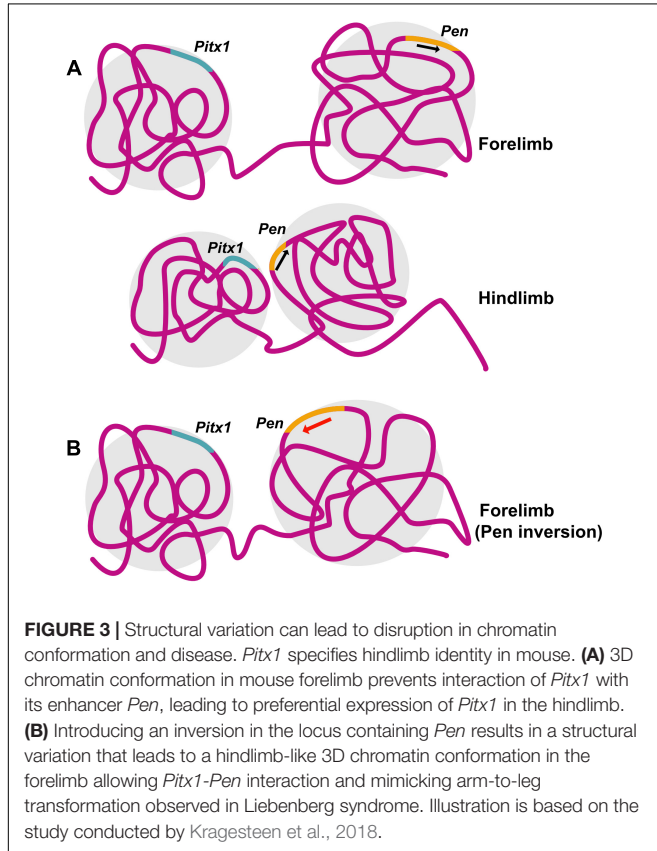 Pitx1
Pen
A
Forelimb
Pen
Pitx1
Hindlimb
Pitx1
Pen
B
Forelimb
(Pen inversion)
FIGURE 3 | Structural variation can lead to disruption in chromatin
conformation and disease. Pitx1 specifies hindlimb identity in mouse. (A) 3D
chromatin conformation in mouse forelimb prevents interaction of Pitx1 with
its enhancer Pen, leading to preferential expression of Pitx1 in the hindlimb.
(B) Introducing an inversion in the locus containing Pen results in a structural
variation that leads to a hindlimb-like 3D chromatin conformation in the
forelimb allowing Pitx1-Pen interaction and mimicking arm-to-leg
transformation observed in Liebenberg syndrome. Illustration is based on the
study conducted by Kragesteen et al., 2018.